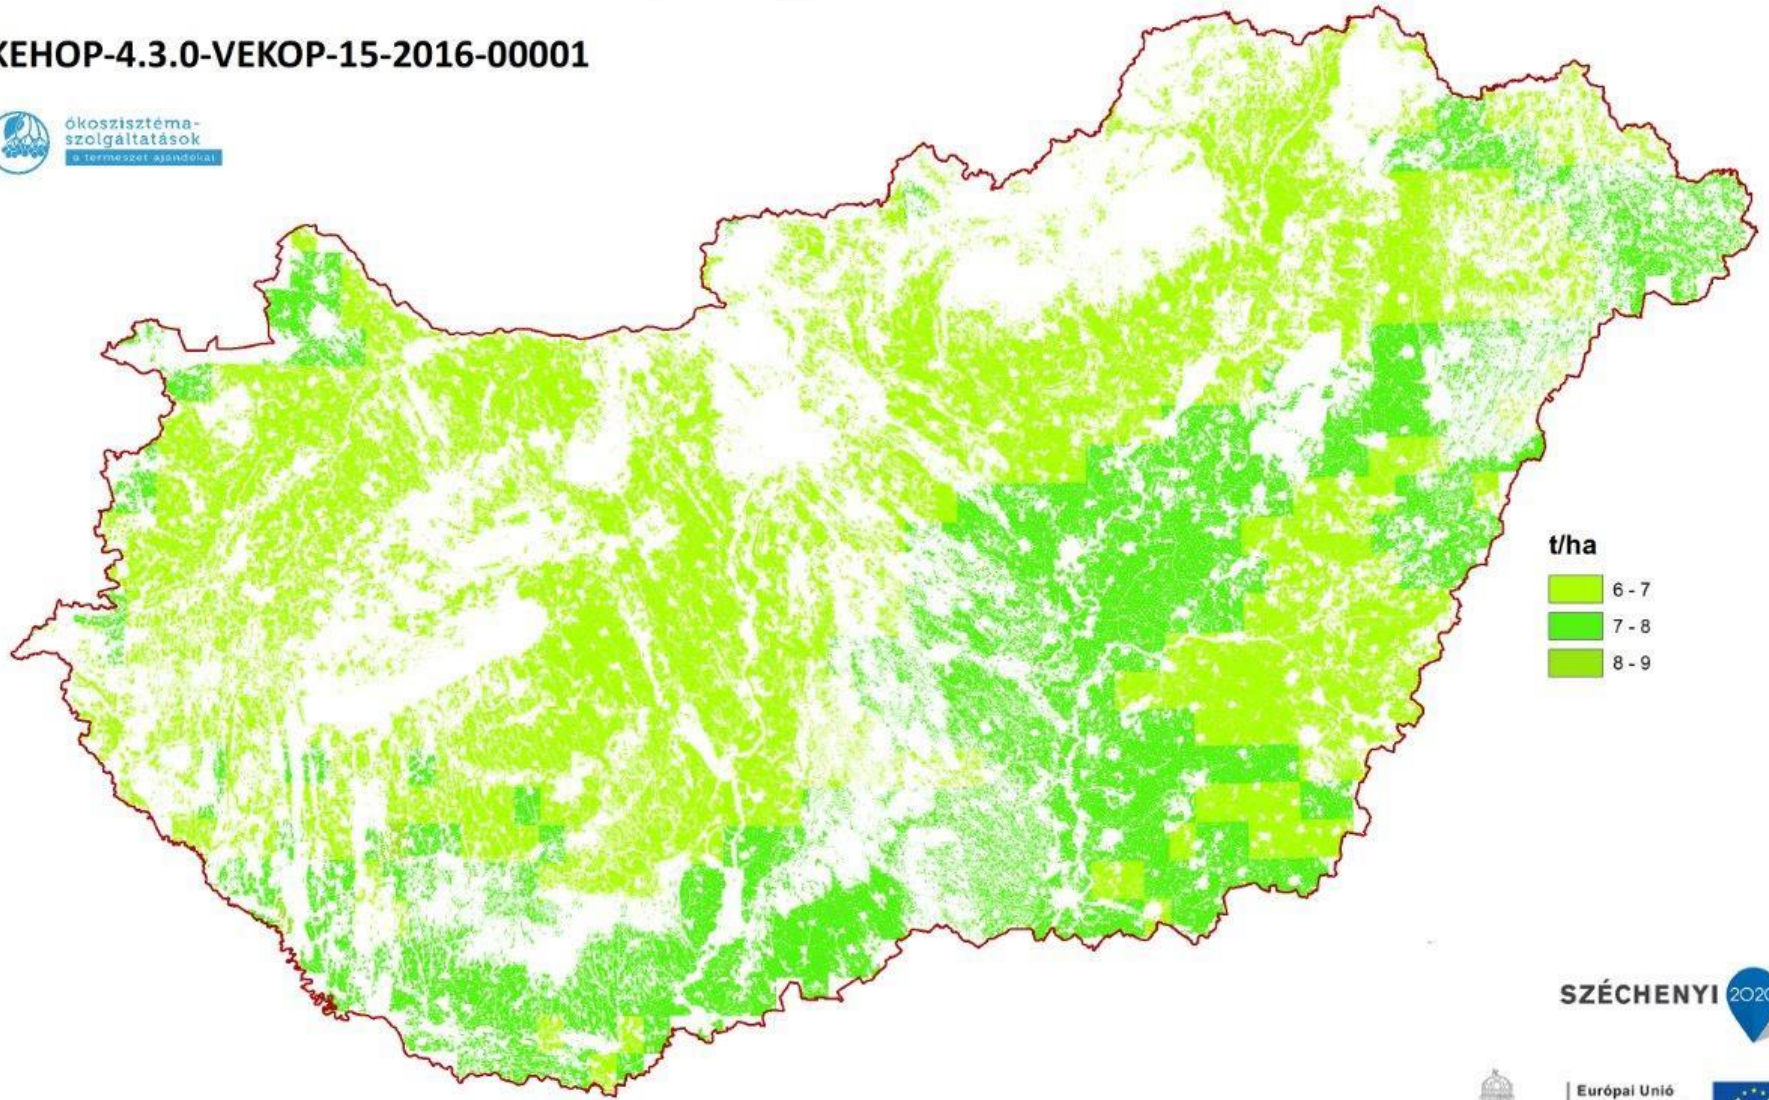 KEHOP-4.3.0-VEKOP-15-2016-00001
ökoszisztéma-
szolgáltatások
a természet ajándékai
t/ha
6 - 7
7 - 8
8 - 9
SZÉCHENYI 2020
Európai Unió